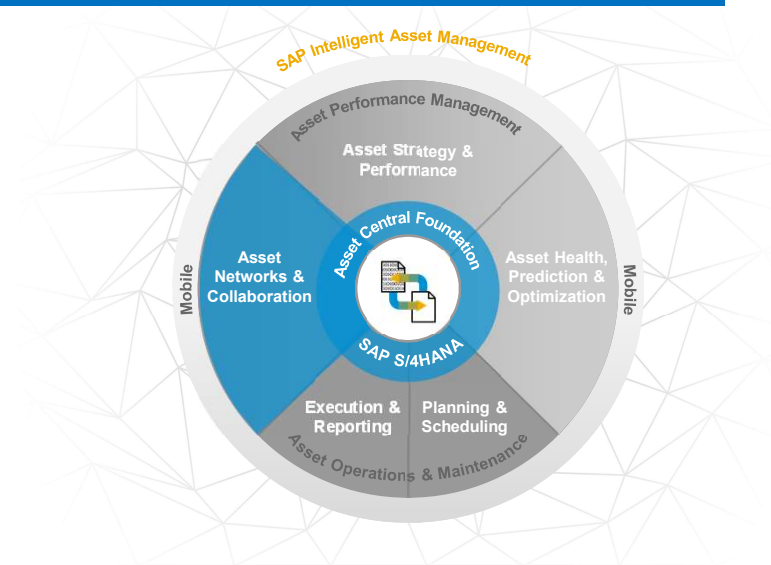 SAP Intelligent Asset Management
Asset Performance Management
Asset Strategy &
Performance
Asset Central Foundation
Mobile
Asset
Networks &
Collaboration
Asset Health,
Prediction &
Optimization
Mobile
SAP S/4HANA
Execution &
Reporting
Planning &
Scheduling
Asset Operations & Maintenance